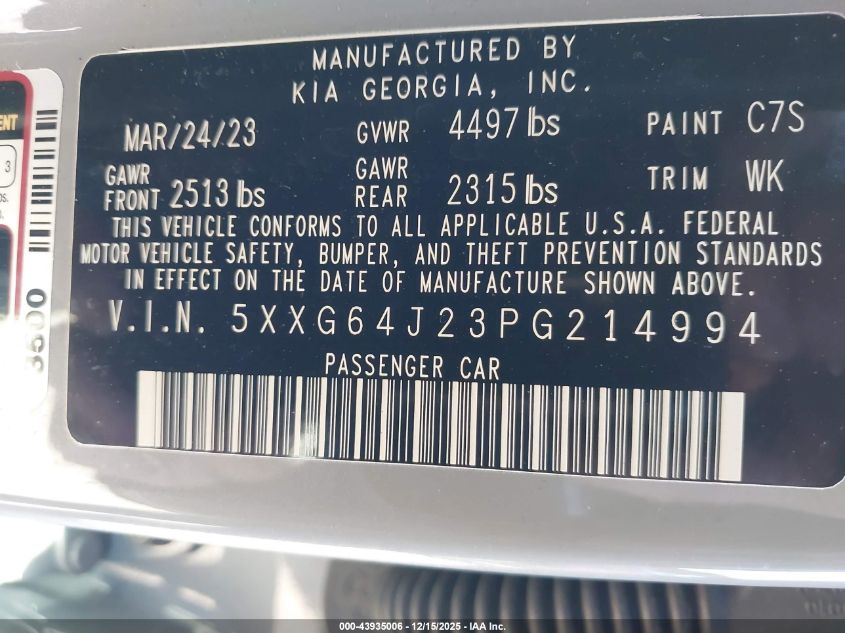 MANUFACTURED BY
KIA GEORGIA, INC.
MAR/24/23 GVWR 4497 lbs PAINT C7S
GAWR FRONT 2513 lbs GAWR REAR 2315 lbs TRIM WK
THIS VEHICLE CONFORMS TO ALL APPLICABLE U.S.A. FEDERAL
MOTOR VEHICLE SAFETY, BUMPER, AND THEFT PREVENTION STANDARDS
IN EFFECT ON THE DATE OF MANUFACTURE SHOWN ABOVE.
V.I.N. 5XXG64J23PG214994
PASSENGER CAR
3
000-43935006 - 12/15/2025 - IAA Inc.